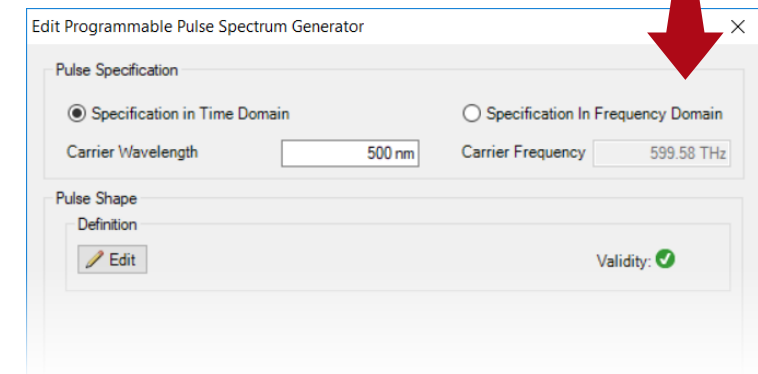 Edit Programmable Pulse Spectrum Generator
Pulse Specification
Specification in Time Domain Specification In Frequency Domain
Carrier Wavelength 500 nm Carrier Frequency 599.58 THz
Pulse Shape
Definition
Edit Validity: